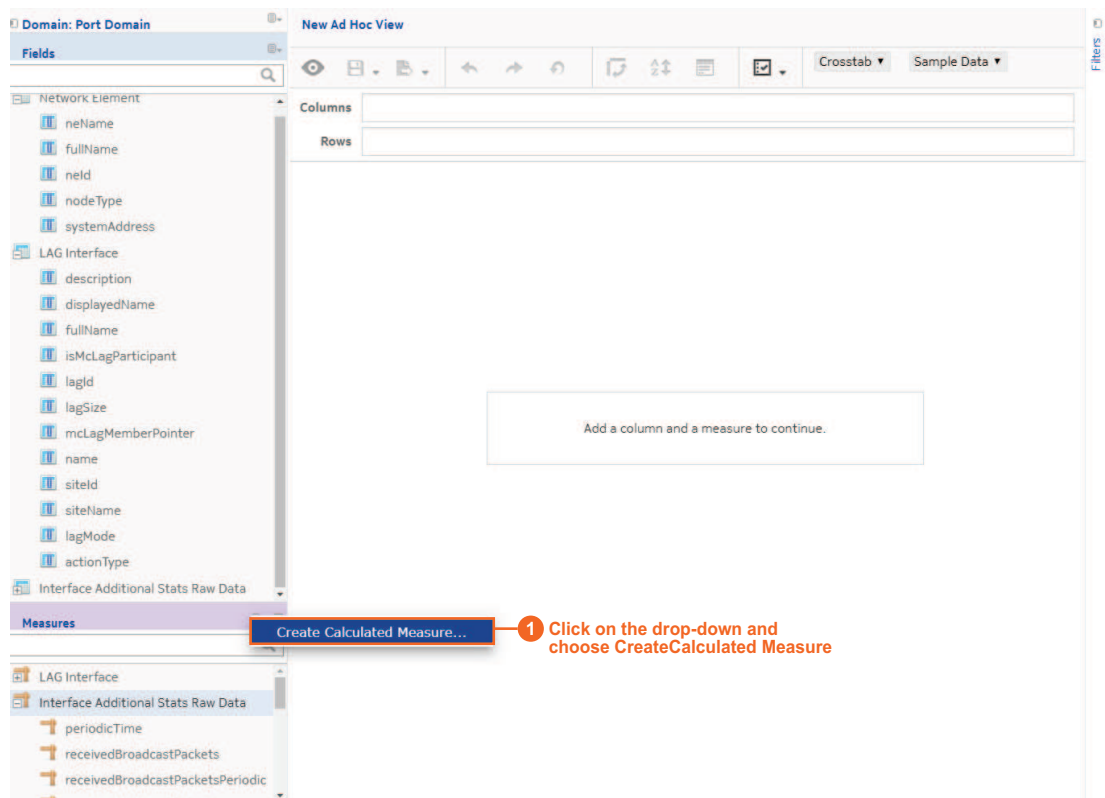 Domain: Port Domain
Fields
Network Element
neName
fullName
neId
nodeType
systemAddress
LAG Interface
description
displayedName
fullName
isMcLagParticipant
lagId
lagSize
mcLagMemberPointer
name
siteId
siteName
lagMode
actionType
Interface Additional Stats Raw Data
Measures
Create Calculated Measure...
LAG Interface
Interface Additional Stats Raw Data
periodicTime
receivedBroadcastPackets
receivedBroadcastPacketsPeriodic
New Ad Hoc View
Crosstab ▼ Sample Data ▼
Columns
Rows
Add a column and a measure to continue.
1 Click on the drop-down and
choose CreateCalculated Measure
Filters